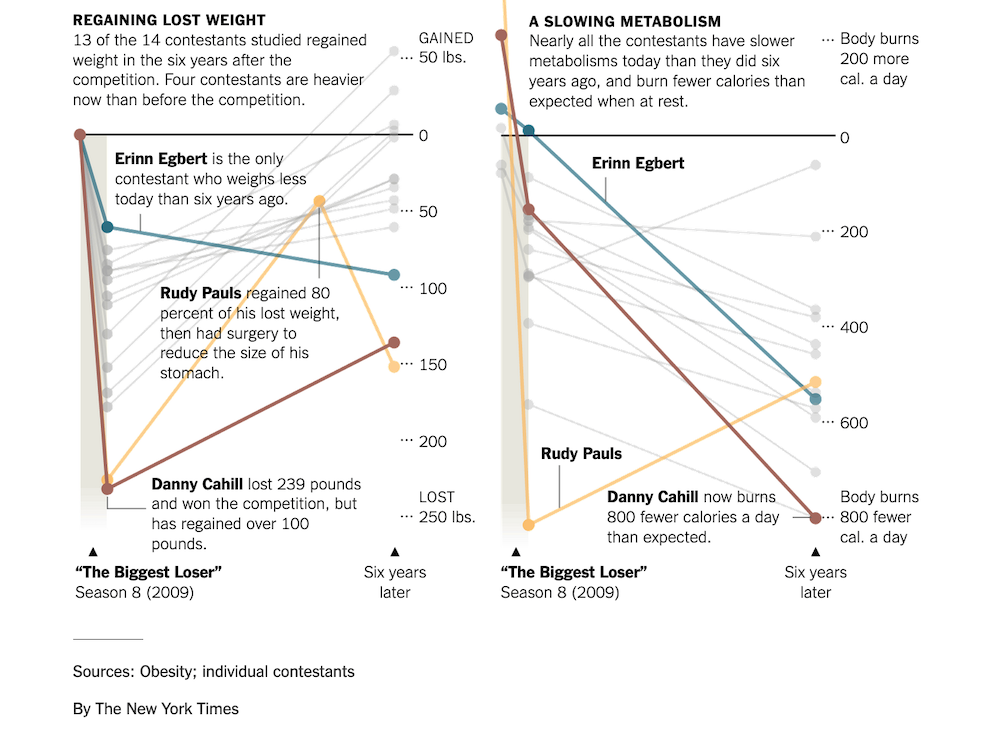 REGAINING LOST WEIGHT
13 of the 14 contestants studied regained
weight in the six years after the
competition. Four contestants are heavier
now than before the competition.
GAINED
50 lbs.
0
Erinn Egbert is the only
contestant who weighs less
today than six years ago.
50
100
Rudy Pauls regained 80
percent of his lost weight,
then had surgery to
reduce the size of his
stomach.
150
200
Danny Cahill lost 239 pounds
and won the competition, but
has regained over 100
pounds.
LOST
250 lbs.
“The Biggest Loser”
Season 8 (2009)
Six years
later
A SLOWING METABOLISM
Nearly all the contestants have slower
metabolisms today than they did six
years ago, and burn fewer calories than
expected when at rest.
Body burns
200 more
cal. a day
0
Erinn Egbert
200
400
600
Rudy Pauls
Danny Cahill now burns
800 fewer calories a day
than expected.
Body burns
800 fewer
cal. a day
“The Biggest Loser”
Season 8 (2009)
Six years
later
Sources: Obesity; individual contestants
By The New York Times